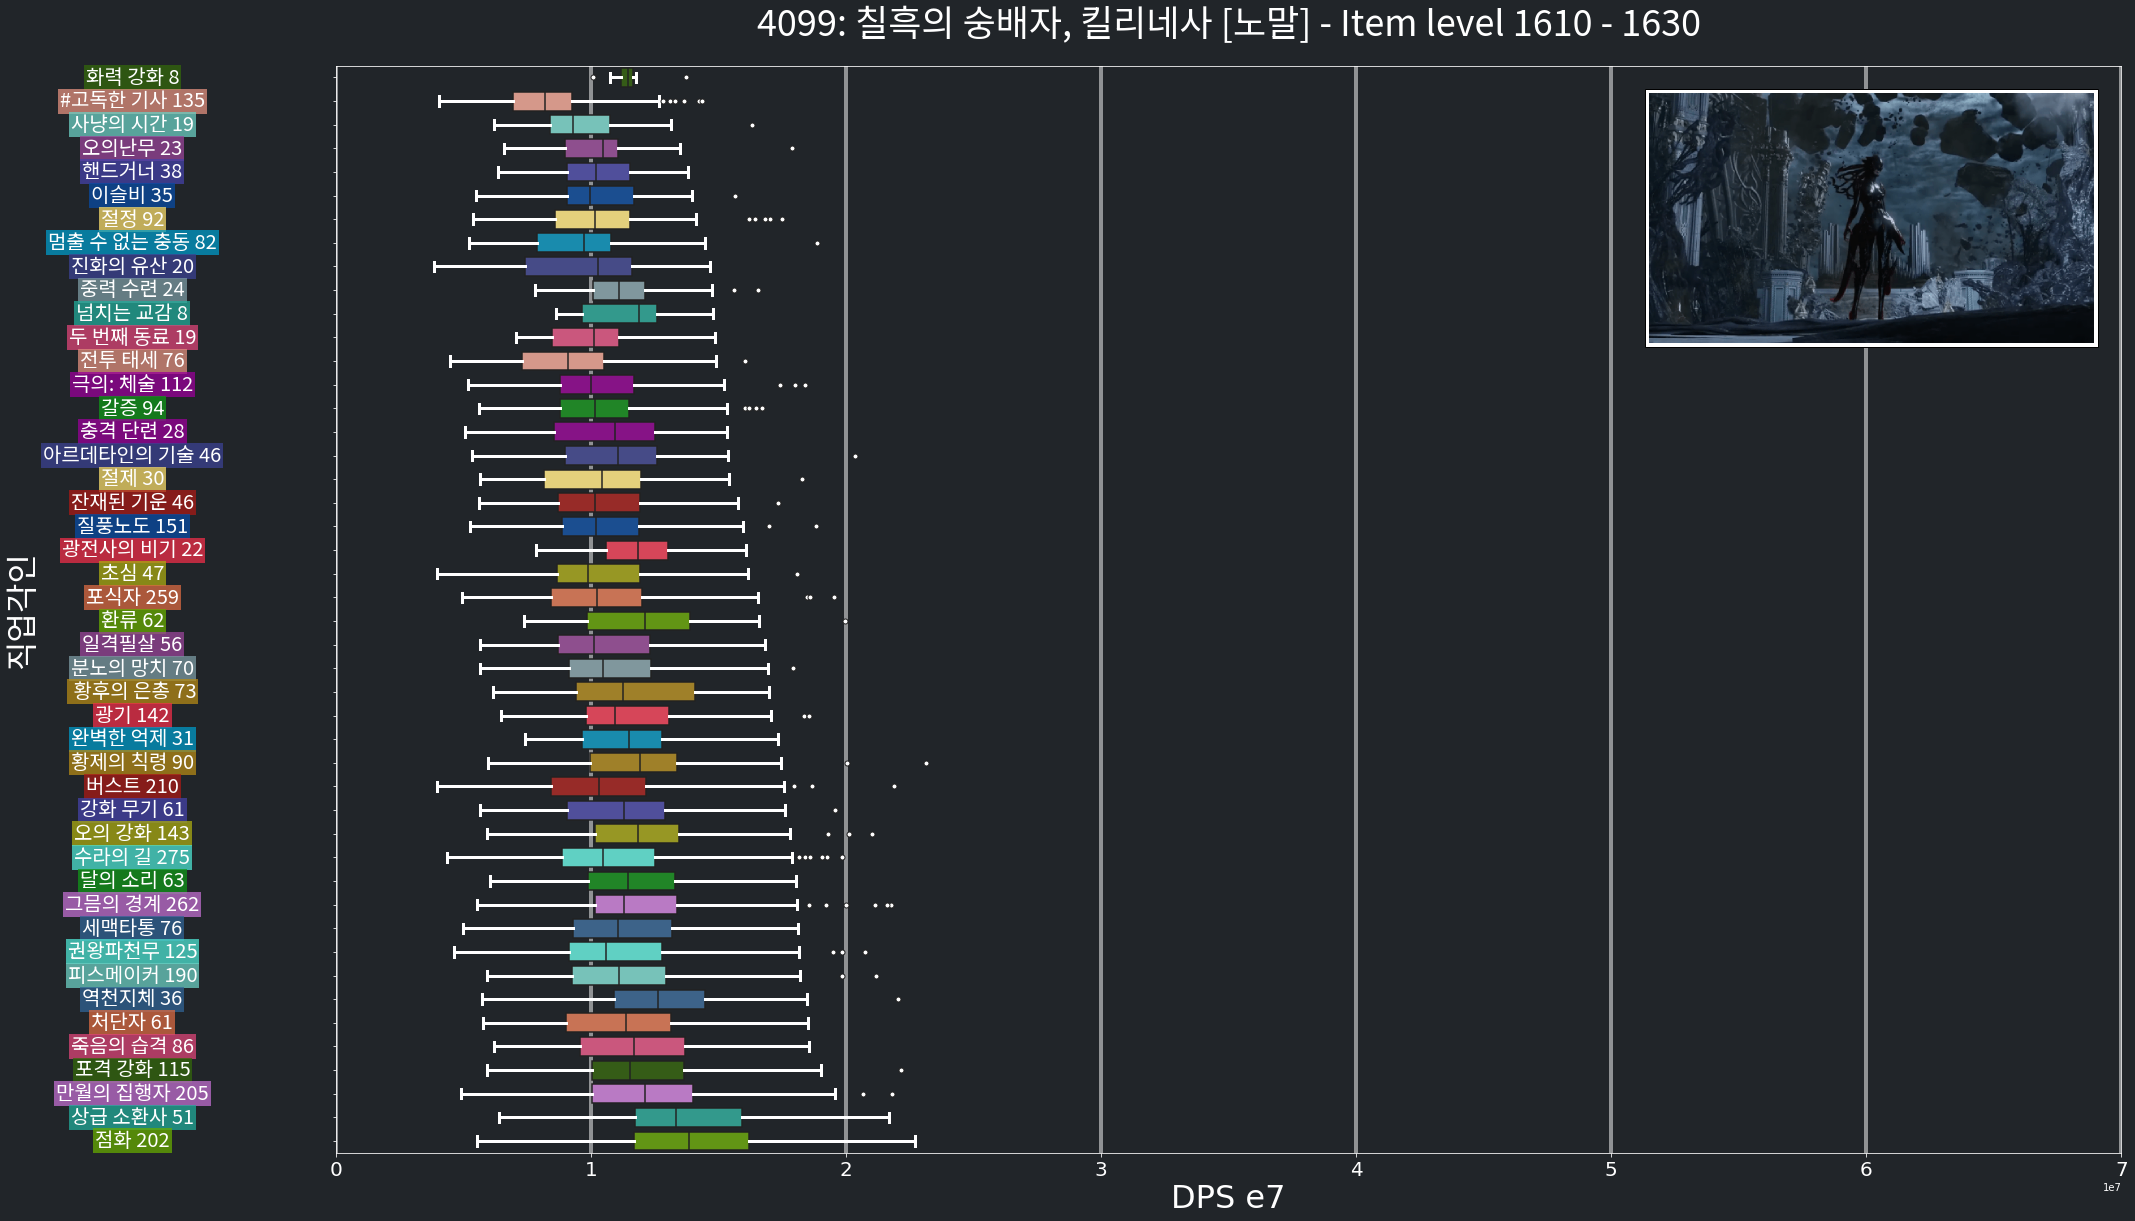 4099: 칠흑의 숭배자, 킬리네사 [노말] - Item level 1610 - 1630
직업각인
화력 강화 8
#고독한 기사 135
사냥의 시간 19
오의난무 23
핸드거너 38
이슬비 35
절정 92
멈출 수 없는 충동 82
진화의 유산 20
중력 수련 24
넘치는 교감 8
두 번째 동료 19
전투 태세 76
극의: 체술 112
갈증 94
충격 단련 28
아르데타인의 기술 46
절제 30
잔재된 기운 46
질풍노도 151
광전사의 비기 22
초심 47
포식자 259
환류 62
일격필살 56
분노의 망치 70
황후의 은총 73
광기 142
완벽한 억제 31
황제의 칙령 90
버스트 210
강화 무기 61
오의 강화 143
수라의 길 275
달의 소리 63
그믐의 경계 262
세맥타통 76
권왕파천무 125
피스메이커 190
역천지체 36
처단자 61
죽음의 습격 86
포격 강화 115
만월의 집행자 205
상급 소환사 51
점화 202
0 1 2 3 4 5 6 7
1e7
DPS e7